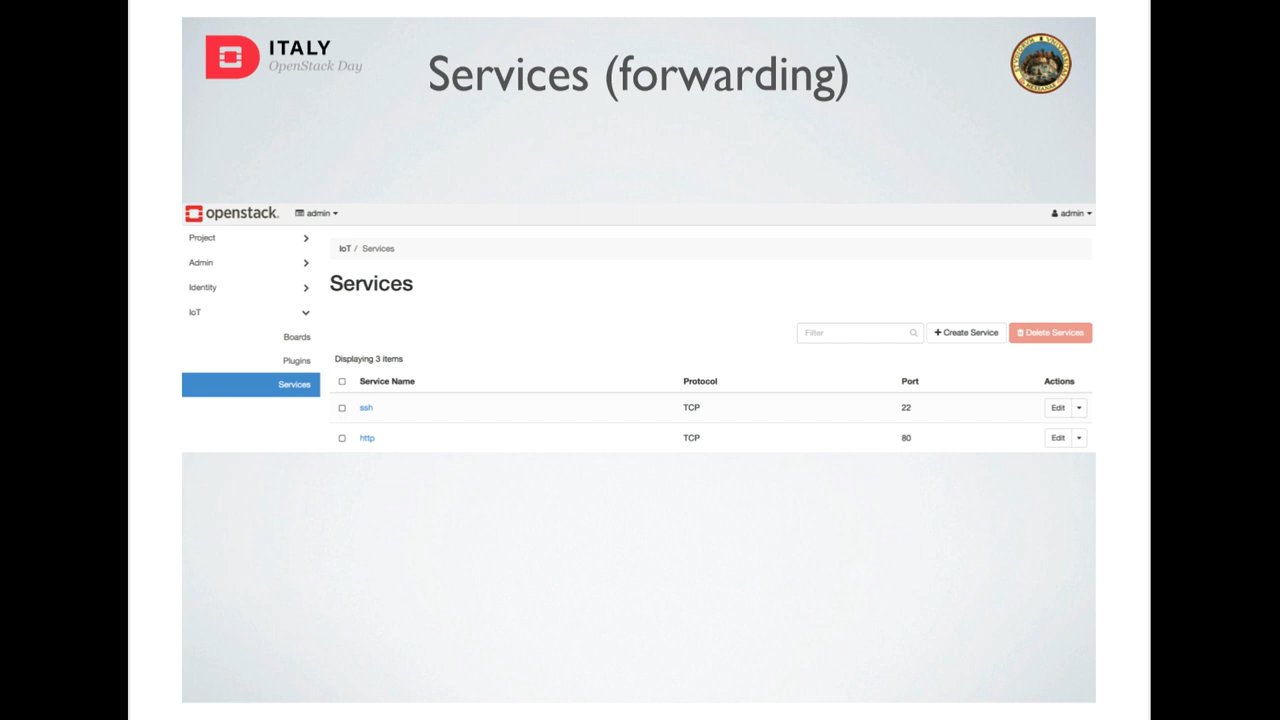 ITALY
OpenStack Day
Services (forwarding)
openstack. admin admin
Project
Admin
Identity
IoT
Boards
Plugins
Services
IoT / Services
Services
Filter Create Service Delete Services
Displaying 3 items
Service Name Protocol Port Actions
ssh TCP 22 Edit
http TCP 80 Edit